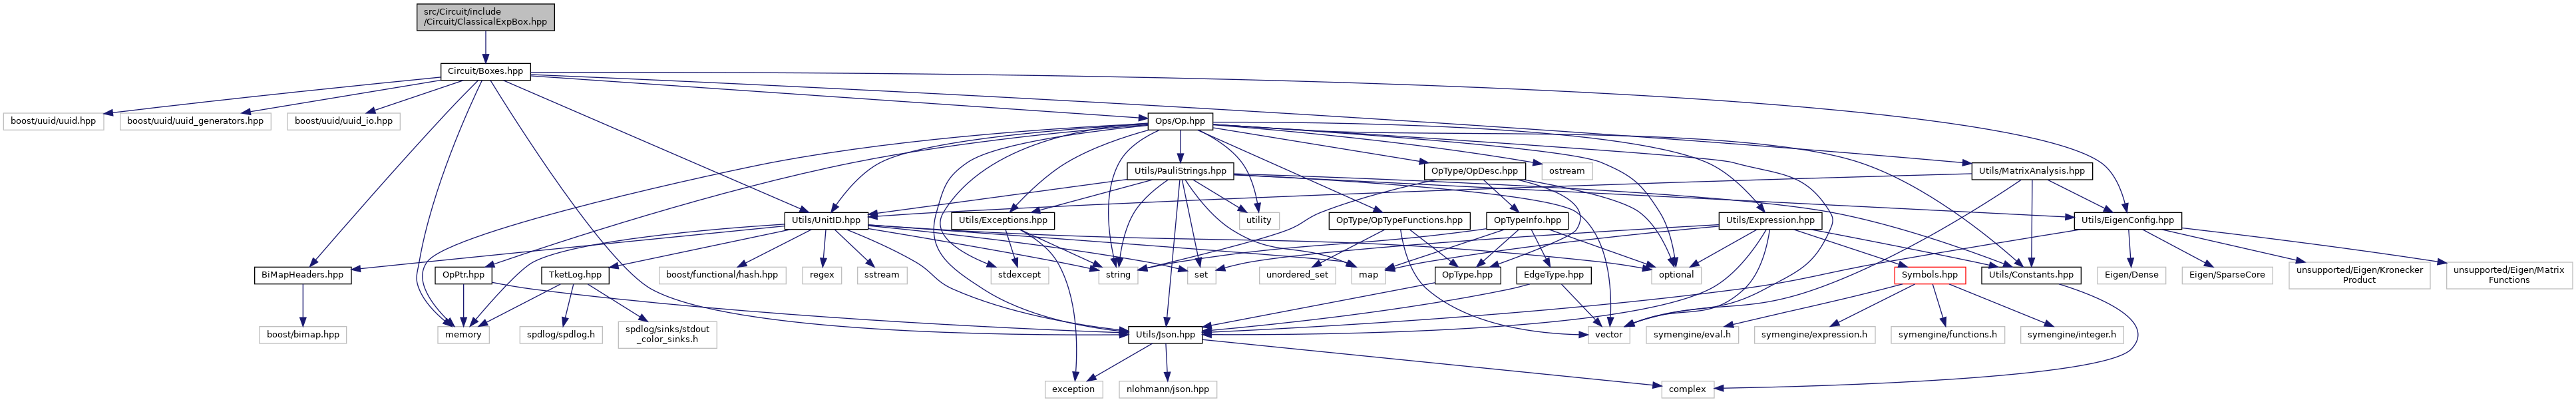 src/Circuit/include
/Circuit/ClassicalExpBox.hpp
Circuit/Boxes.hpp
boost/uuid/uuid.hpp
boost/uuid/uuid_generators.hpp
boost/uuid/uuid_io.hpp
Ops/Op.hpp
Utils/PauliStrings.hpp
OpType/OpDesc.hpp
ostream
Utils/MatrixAnalysis.hpp
Utils/UnitID.hpp
Utils/Exceptions.hpp
utility
OpType/OpTypeFunctions.hpp
OpTypeInfo.hpp
Utils/Expression.hpp
Utils/EigenConfig.hpp
BiMapHeaders.hpp
OpPtr.hpp
TketLog.hpp
boost/functional/hash.hpp
regex
sstream
stdexcept
string
set
unordered_set
map
OpType.hpp
EdgeType.hpp
optional
Symbols.hpp
Utils/Constants.hpp
Eigen/Dense
Eigen/SparseCore
unsupported/Eigen/Kronecker
Product
unsupported/Eigen/Matrix
Functions
boost/bimap.hpp
memory
spdlog/spdlog.h
spdlog/sinks/stdout
_color_sinks.h
Utils/Json.hpp
vector
symengine/eval.h
symengine/expression.h
symengine/functions.h
symengine/integer.h
exception
nlohmann/json.hpp
complex